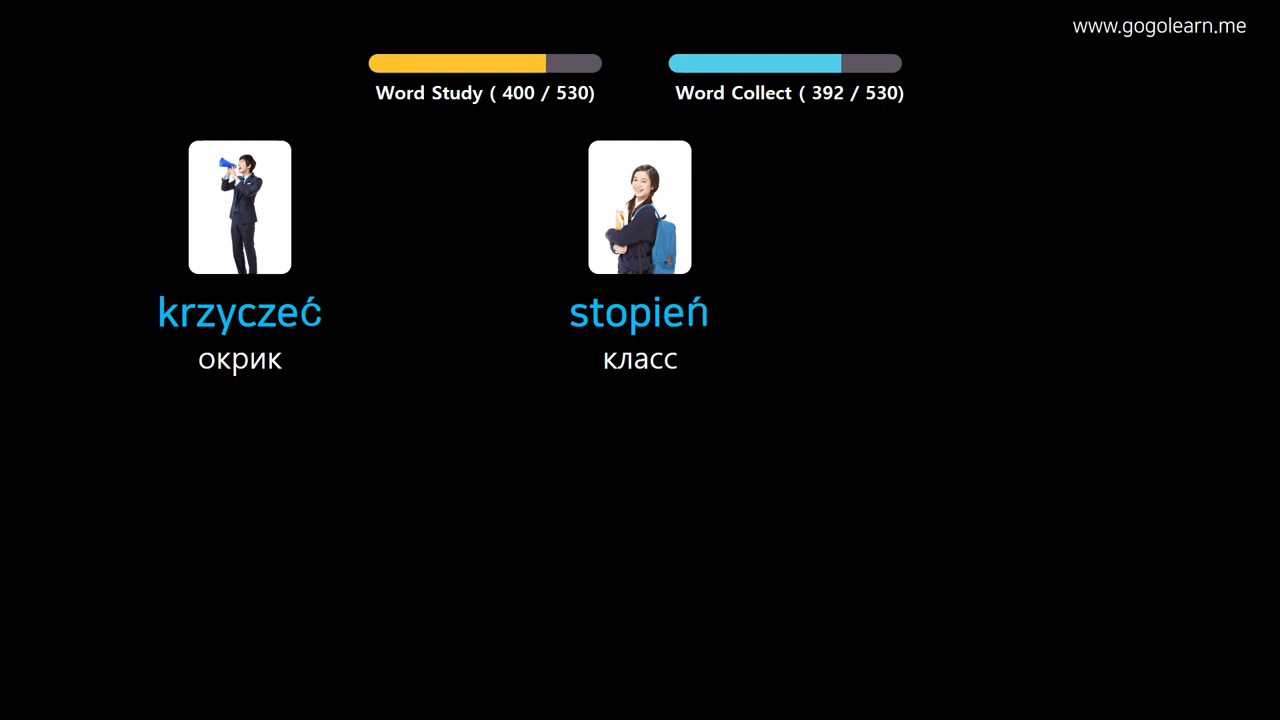 www.gogolearn.me
Word Study ( 400 / 530)
Word Collect ( 392 / 530)
krzyczeć
окрик
stopień
класс